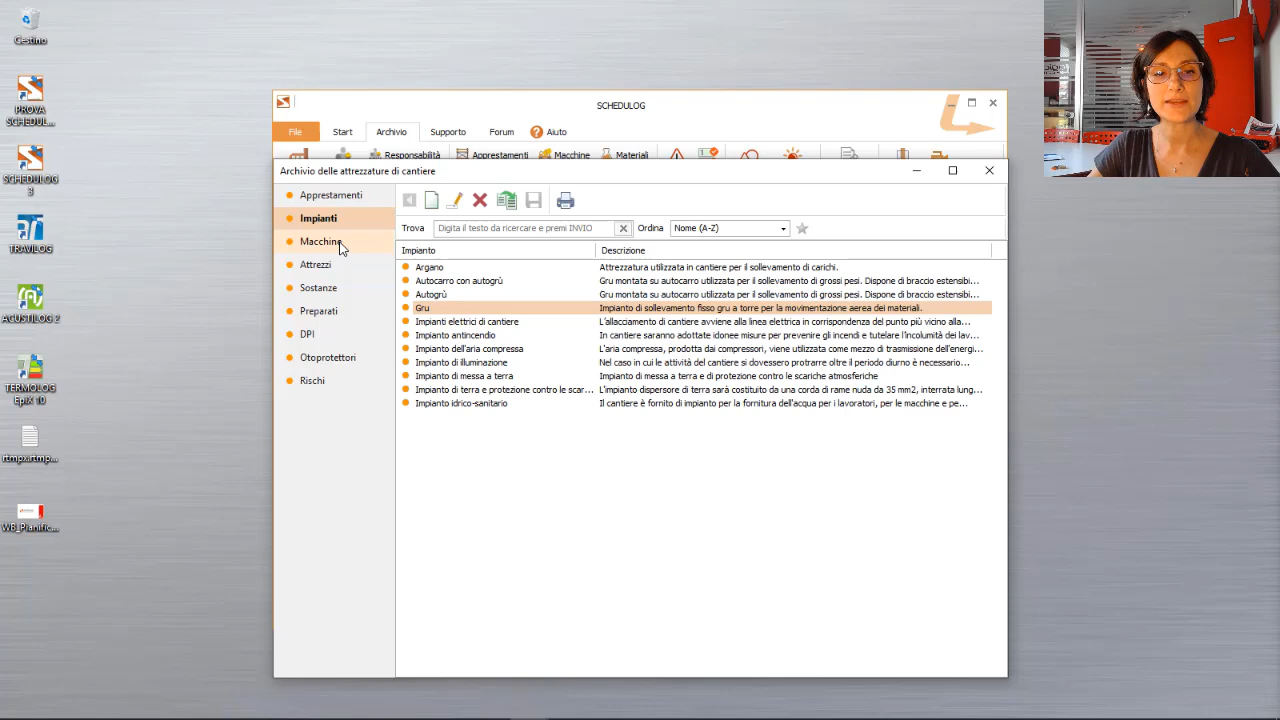 Cestino
PROVA
SCHEDUL...
SCHEDULOG
3
TRAVILOG
ACUSTILOG 2
TERMOLOG
EpiX 10
rtmpx.rtmp...
WB_Planific...
SCHEDULOG
File Start Archivio Supporto Forum Aiuto
Responsabilità Apprestamenti Macchine Materiali
Archivio delle attrezzature di cantiere
Apprestamenti
Impianti
Macchine
Attrezzi
Sostanze
Preparati
DPI
Otoprotettori
Rischi
Trova Digita il testo da ricercare e premi INVIO Ordina Nome (A-Z)
Impianto Descrizione
Argano Attrezzatura utilizzata in cantiere per il sollevamento di carichi.
Autocarro con autogrù Gru montata su autocarro utilizzata per il sollevamento di grossi pesi. Dispone di braccio estensibi...
Autogrù Gru montata su autocarro utilizzata per il sollevamento di grossi pesi. Dispone di braccio estensibi...
Gru Impianto di sollevamento fisso gru a torre per la movimentazione aerea dei materiali.
Impianti elettrici di cantiere L'allacciamento di cantiere avviene alla linea elettrica in corrispondenza del punto più vicino alla...
Impianto antincendio In cantiere saranno adottate idonee misure per prevenire gli incendi e tutelare l'incolumità dei lav...
Impianto dell'aria compressa L'aria compressa, prodotta dai compressori, viene utilizzata come mezzo di trasmissione dell'energi...
Impianto di illuminazione Nel caso in cui le attività del cantiere si dovessero protrarre oltre il periodo diurno è necessario...
Impianto di messa a terra Impianto di messa a terra e di protezione contro le scariche atmosferiche
Impianto di terra e protezione contro le scar... L'impianto dispersore di terra sarà costituito da una corda di rame nuda da 35 mm2, interrata lung...
Impianto idrico-sanitario Il cantiere è fornito di impianto per la fornitura dell'acqua per i lavoratori, per le macchine e pe...